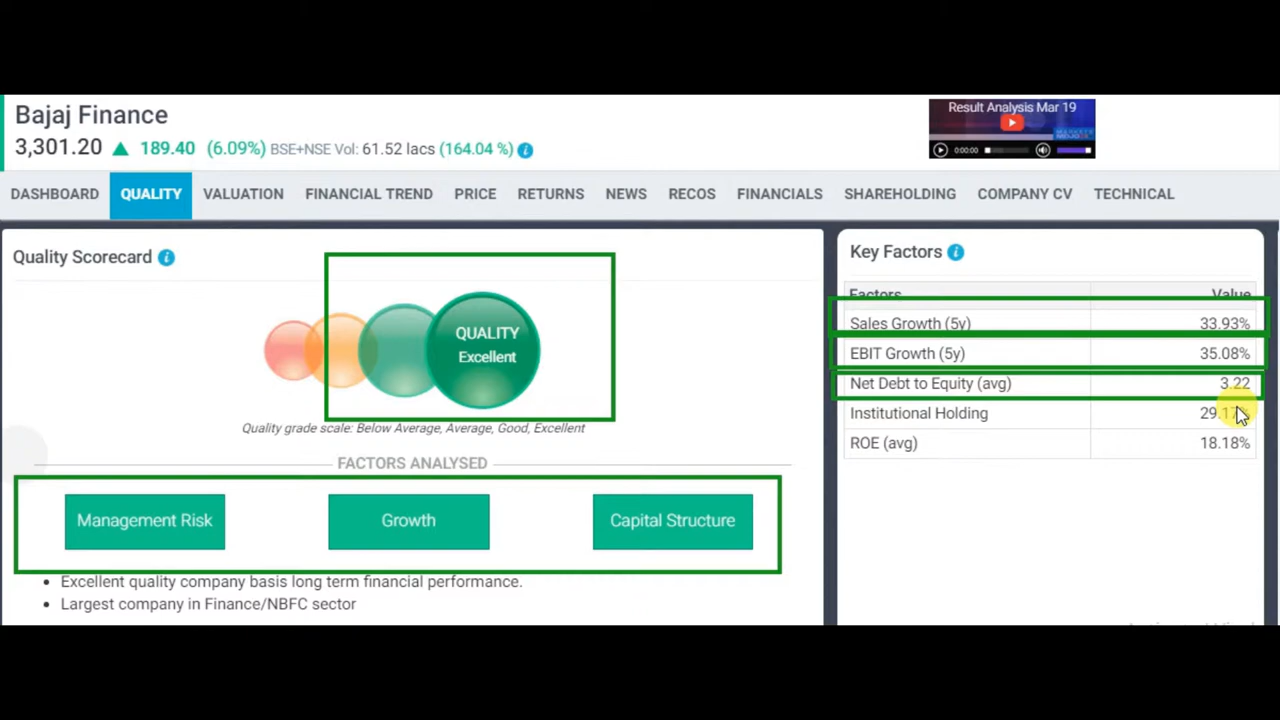 Bajaj Finance
3,301.20 ▲ 189.40 (6.09%) BSE+NSE Vol: 61.52 lacs (164.04 %)
Result Analysis Mar 19
0:00:00
DASHBOARD QUALITY VALUATION FINANCIAL TREND PRICE RETURNS NEWS RECOS FINANCIALS SHAREHOLDING COMPANY CV TECHNICAL
Quality Scorecard
QUALITY
Excellent
Quality grade scale: Below Average, Average, Good, Excellent
FACTORS ANALYSED
Management Risk Growth Capital Structure
• Excellent quality company basis long term financial performance.
• Largest company in Finance/NBFC sector
Key Factors
Factors Value
Sales Growth (5y) 33.93%
EBIT Growth (5y) 35.08%
Net Debt to Equity (avg) 3.22
Institutional Holding
ROE (avg) 18.18%